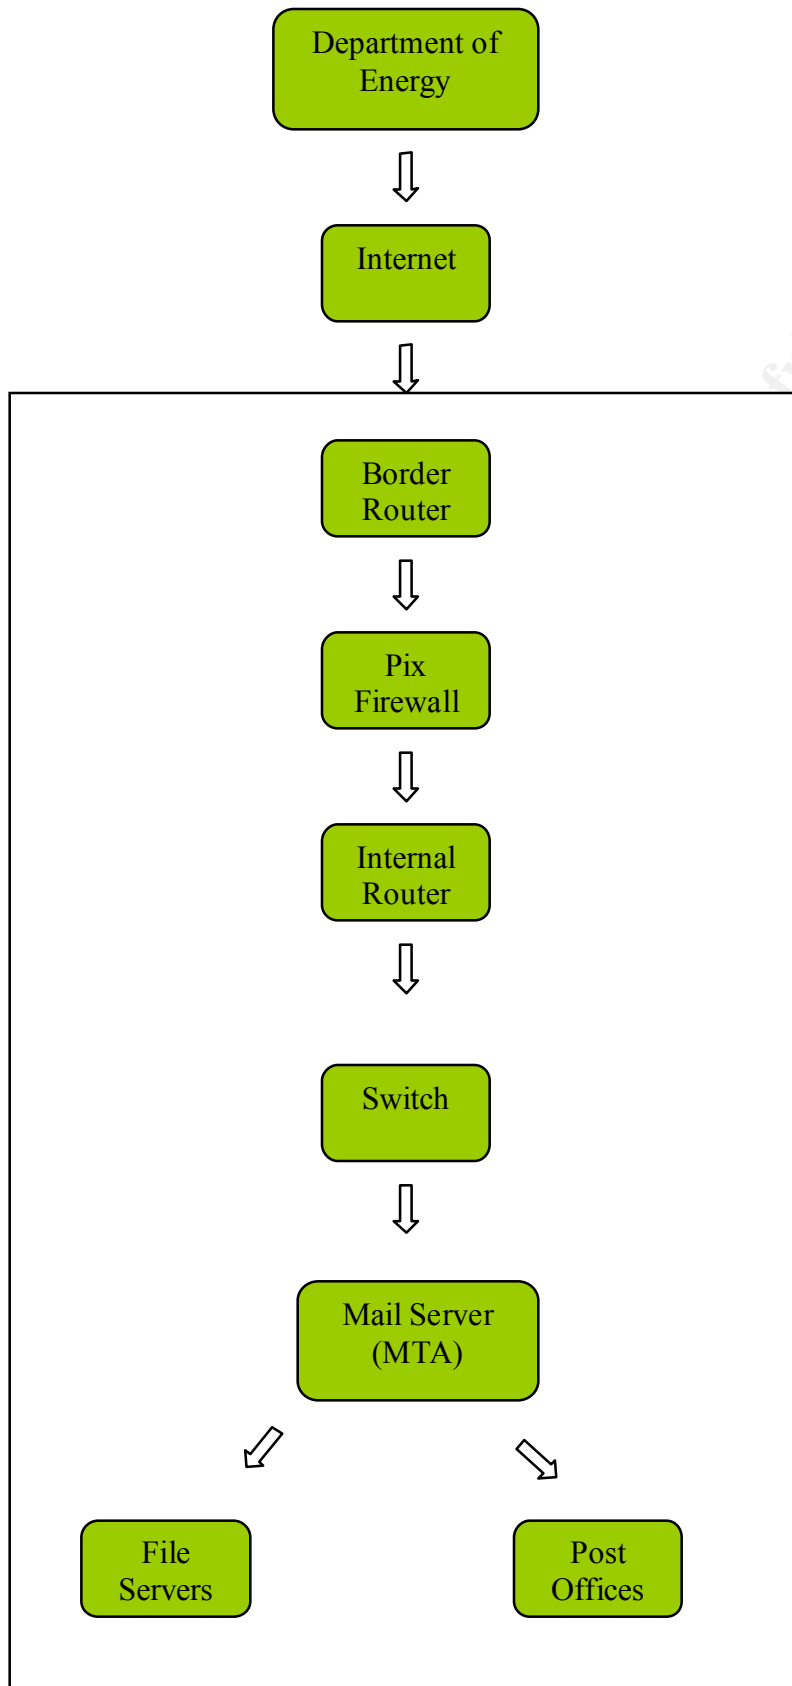 Department of
Energy
Internet
Border
Router
Pix
Firewall
Internal
Router
Switch
Mail Server
(MTA)
File
Servers
Post
Offices